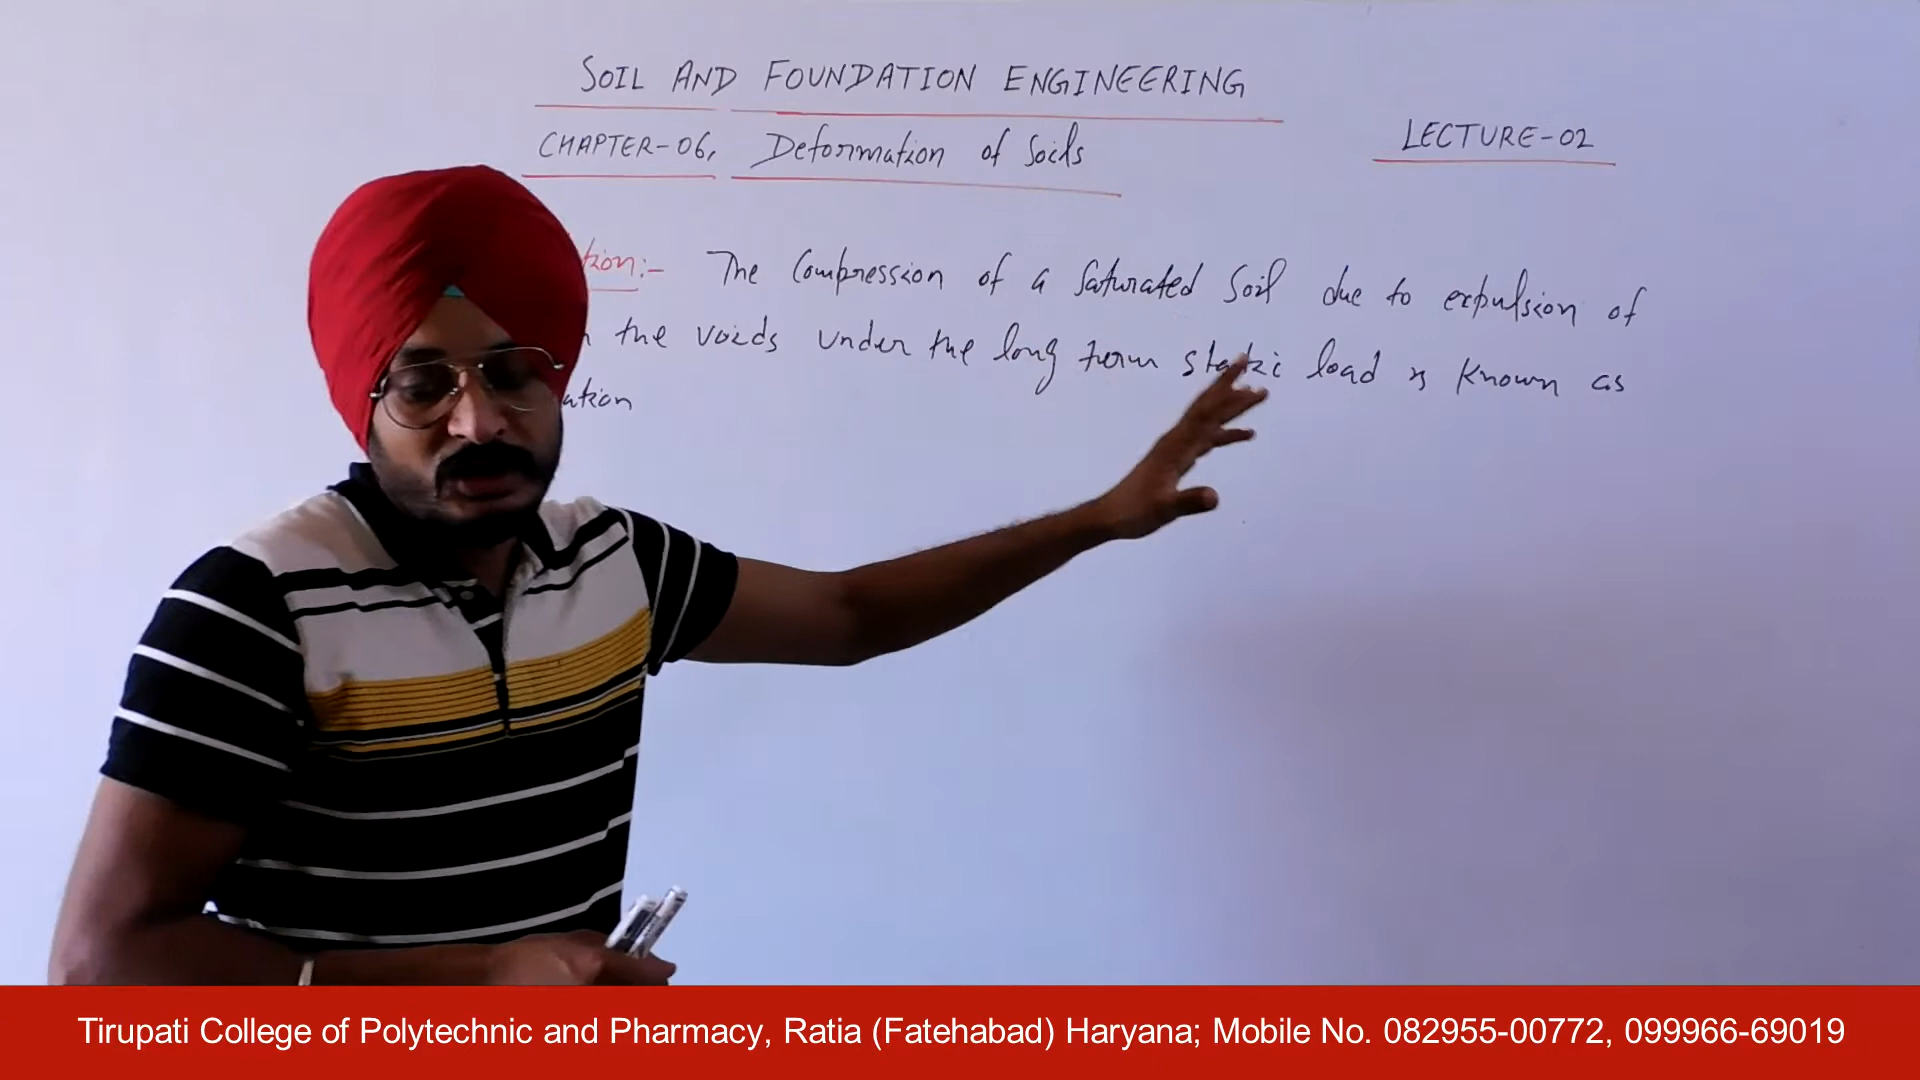 SOIL AND FOUNDATION ENGINEERING
CHAPTER-06, Deformation of Soils
LECTURE-02
tion:- The Compression of a Saturated Soil due to expulsion of
the voids under the long term static load is known as
ation
Tirupati College of Polytechnic and Pharmacy, Ratia (Fatehabad) Haryana; Mobile No. 082955-00772, 099966-69019